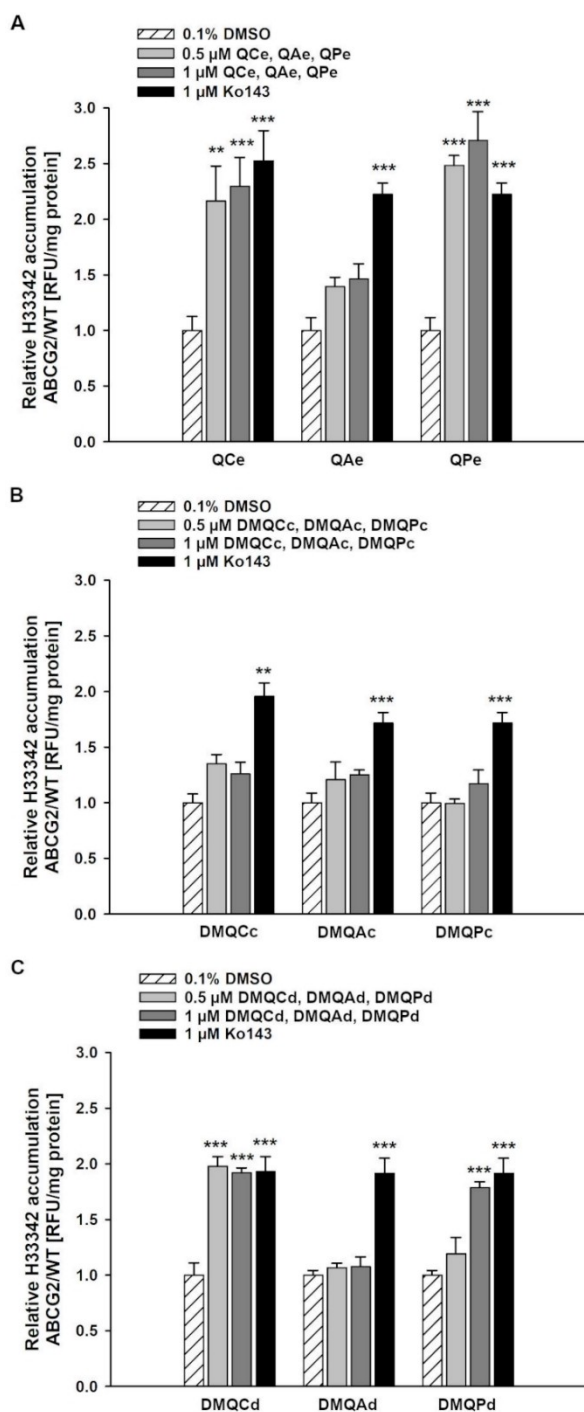 A
0.1% DMSO
0.5 µM QCe, QAe, QPe
1 µM QCe, QAe, QPe
1 µM Ko143
Relative H33342 accumulation
ABCG2/WT [RFU/mg protein]
3.0
2.5
2.0
1.5
1.0
0.5
0.0
** *** ***
***
*** *** ***
QCe QAe QPe
B
0.1% DMSO
0.5 µM DMQCc, DMQAc, DMQPc
1 µM DMQCc, DMQAc, DMQPc
1 µM Ko143
Relative H33342 accumulation
ABCG2/WT [RFU/mg protein]
3.0
2.5
2.0
1.5
1.0
0.5
0.0
**
***
***
DMQCc DMQAc DMQPc
C
0.1% DMSO
0.5 µM DMQCd, DMQAd, DMQPd
1 µM DMQCd, DMQAd, DMQPd
1 µM Ko143
Relative H33342 accumulation
ABCG2/WT [RFU/mg protein]
3.0
2.5
2.0
1.5
1.0
0.5
0.0
*** *** ***
***
*** ***
DMQCd DMQAd DMQPd